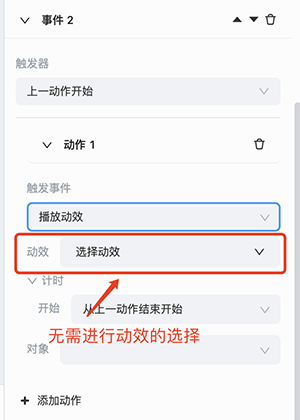 事件 2
触发器
上一动作开始
动作 1
触发事件
播放动效
动效 选择动效
计时
开始 从上一动作结束开始
无需进行动效的选择
对象
添加动作